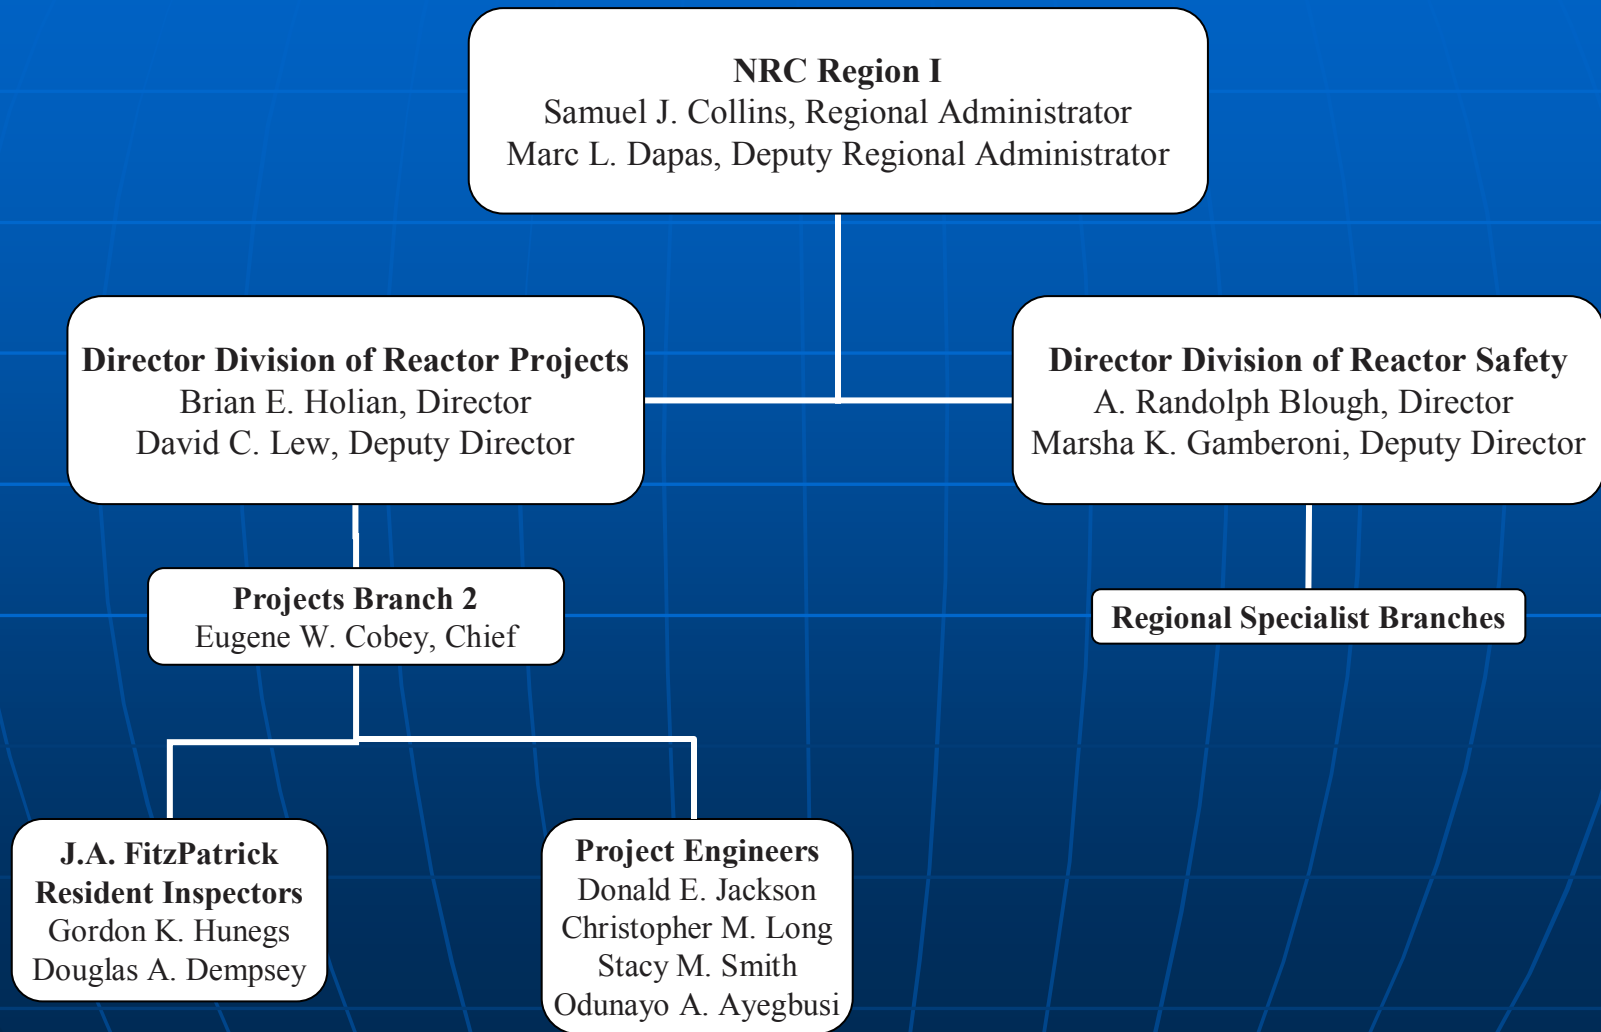 NRC Region I
Samuel J. Collins, Regional Administrator
Marc L. Dapas, Deputy Regional Administrator
Director Division of Reactor Projects
Brian E. Holian, Director
David C. Lew, Deputy Director
Director Division of Reactor Safety
A. Randolph Blough, Director
Marsha K. Gamberoni, Deputy Director
Projects Branch 2
Eugene W. Cobey, Chief
Regional Specialist Branches
J.A. FitzPatrick
Resident Inspectors
Gordon K. Hunegs
Douglas A. Dempsey
Project Engineers
Donald E. Jackson
Christopher M. Long
Stacy M. Smith
Odunayo A. Ayegbusi